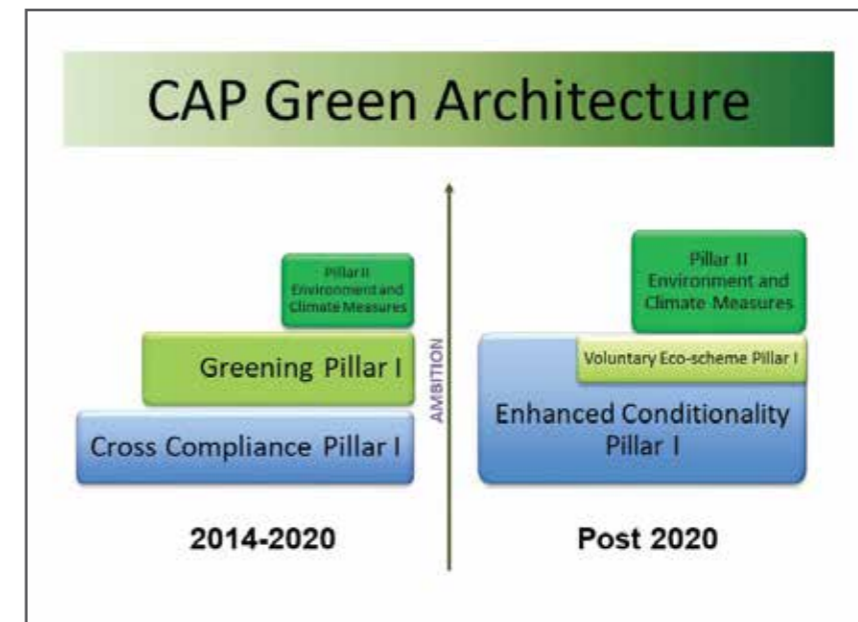 CAP Green Architecture
Pillar II
Environment and
Climate Measures
Greening Pillar I
Cross Compliance Pillar I
2014-2020
AMBITION
Pillar II
Environment and
Climate Measures
Voluntary Eco-scheme Pillar I
Enhanced Conditionality
Pillar I
Post 2020